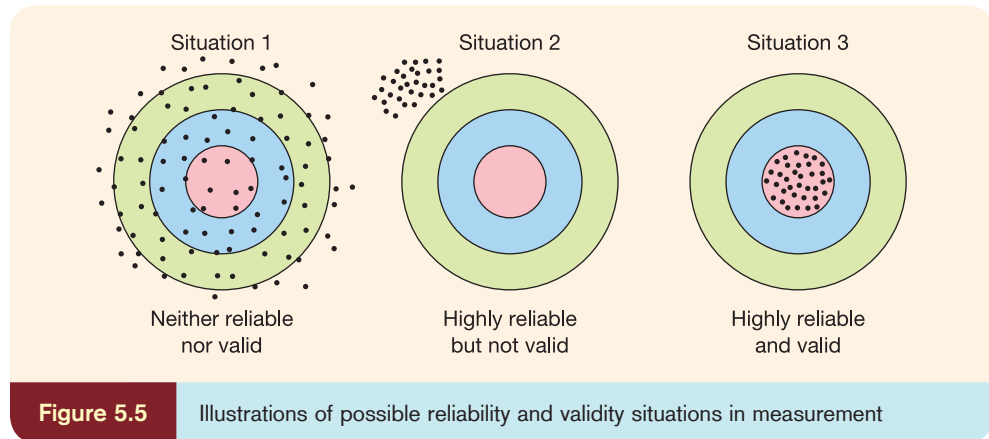 Situation 1
Situation 2
Situation 3
Neither reliable
nor valid
Highly reliable
but not valid
Highly reliable
and valid
Figure 5.5
Illustrations of possible reliability and validity situations in measurement